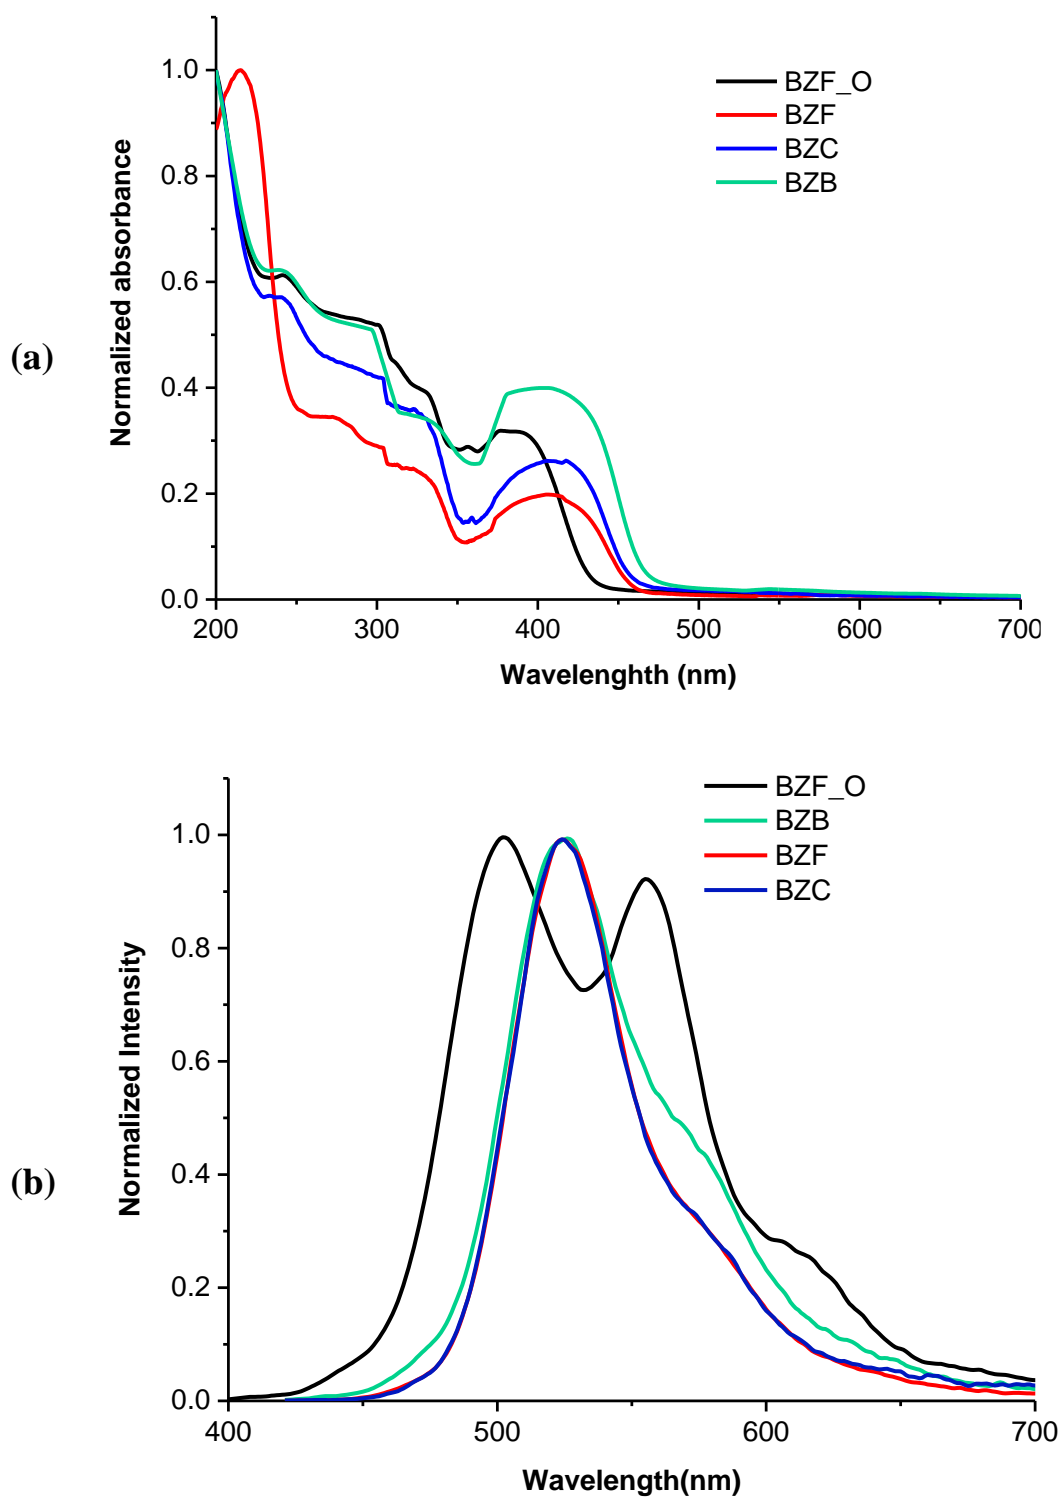 BZF_O
BZF
BZC
BZB
1.0
0.8
0.6
0.4
0.2
0.0
Normalized absorbance
(a)
200 300 400 500 600 700
Wavelenghth (nm)
BZF_O
BZB
BZF
BZC
1.0
0.8
0.6
0.4
0.2
0.0
Normalized Intensity
(b)
400 500 600 700
Wavelength(nm)